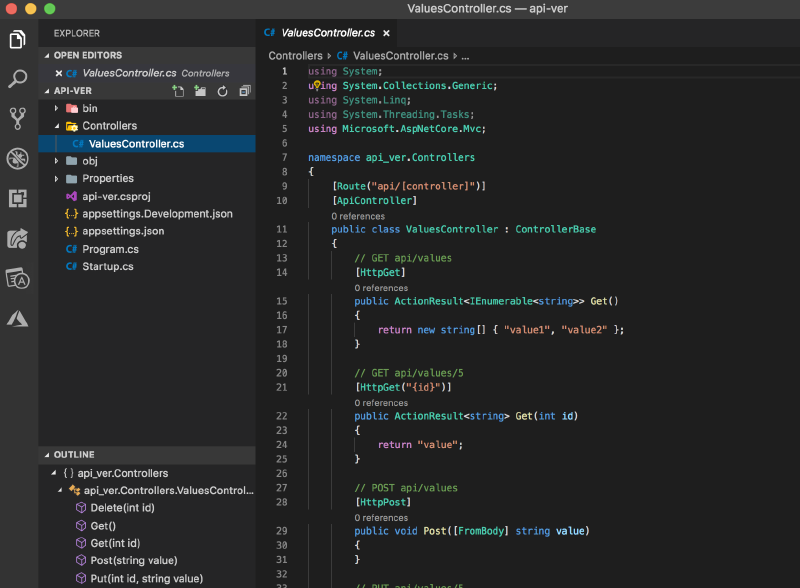 ValuesController.cs — api-ver
EXPLORER
OPEN EDITORS
ValuesController.cs Controllers
API-VER
bin
Controllers
C# ValuesController.cs
obj
Properties
api-ver.csproj
{..} appsettings.Development.json
{..} appsettings.json
C# Program.cs
C# Startup.cs
OUTLINE
{ } api_ver.Controllers
api_ver.Controllers.ValuesControl...
Delete(int id)
Get()
Get(int id)
Post(string value)
Put(int id, string value)
C# ValuesController.cs ×
Controllers › C# ValuesController.cs › ...
1 using System;
2 using System.Collections.Generic;
3 using System.Linq;
4 using System.Threading.Tasks;
5 using Microsoft.AspNetCore.Mvc;
6
7 namespace api_ver.Controllers
8 {
9 [Route("api/[controller]")]
10 [ApiController]
0 references
11 public class ValuesController : ControllerBase
12 {
13 // GET api/values
14 [HttpGet]
0 references
15 public ActionResult<IEnumerable<string>> Get()
16 {
17 return new string[] { "value1", "value2" };
18 }
19
20 // GET api/values/5
21 [HttpGet("{id}")]
0 references
22 public ActionResult<string> Get(int id)
23 {
24 return "value";
25 }
26
27 // POST api/values
28 [HttpPost]
0 references
29 public void Post([FromBody] string value)
30 {
31 }
32
33 // PUT api/values/5